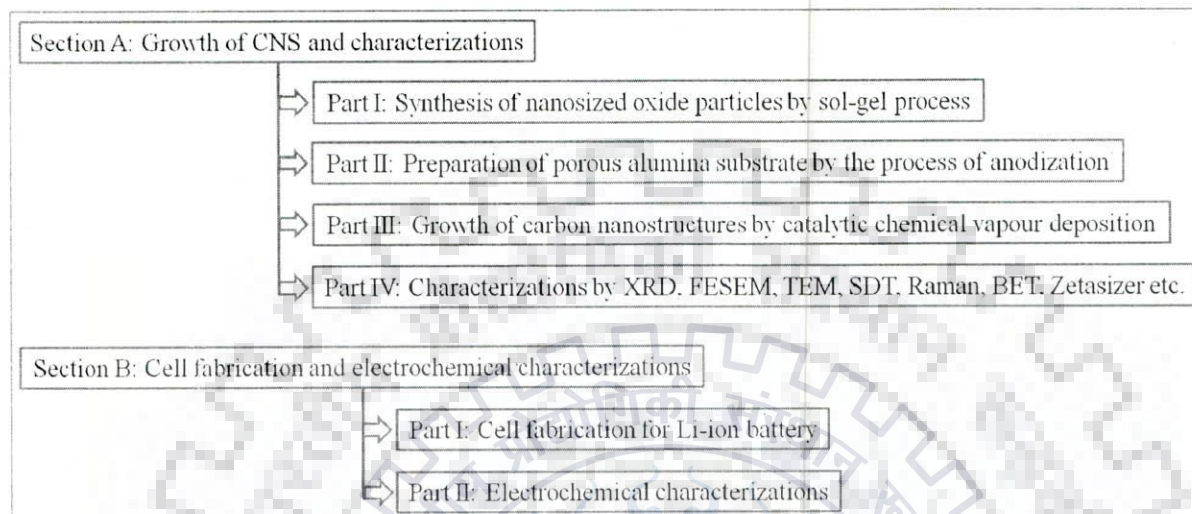 Section A: Growth of CNS and characterizations
Part I: Synthesis of nanosized oxide particles by sol-gel process
Part II: Preparation of porous alumina substrate by the process of anodization
Part III: Growth of carbon nanostructures by catalytic chemical vapour deposition
Part IV: Characterizations by XRD, FESEM, TEM, SDT, Raman, BET, Zetasizer etc.
Section B: Cell fabrication and electrochemical characterizations
Part I: Cell fabrication for Li-ion battery
Part II: Electrochemical characterizations